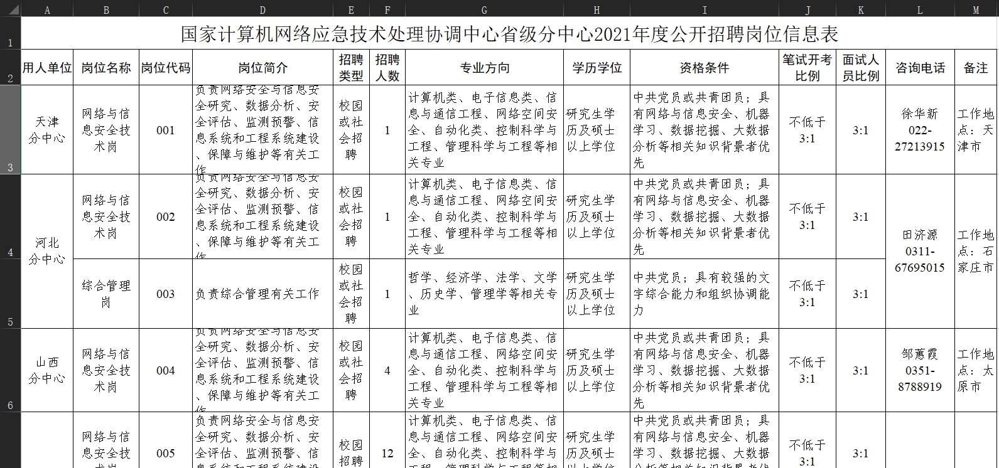 A B C D E F G H I J K L M
1 国家计算机网络应急技术处理协调中心省级分中心2021年度公开招聘岗位信息表
2 用人单位 岗位名称 岗位代码 岗位简介 招聘类型 招聘人数 专业方向 学历学位 资格条件 笔试开考比例 面试人员比例 咨询电话 备注
3
天津
分中心
网络与信
息安全技
术岗
001
负责网络安全与信息安
全研究、数据分析、安
全评估、监测预警、信
息系统和工程系统建设
、保障与维护等有关工
作
校园
或社
会招
聘
1
计算机类、电子信息类、信
息与通信工程、网络空间安
全、自动化类、控制科学与
工程、管理科学与工程等相
关专业
研究生学
历及硕士
以上学位
中共党员或共青团员；具
有网络与信息安全、机器
学习、数据挖掘、大数据
分析等相关知识背景者优
先
不低于
3:1
3:1
徐华新
022-
27213915
工作地
点：天
津市
4
河北
分中心
网络与信
息安全技
术岗
002
负责网络安全与信息安
全研究、数据分析、安
全评估、监测预警、信
息系统和工程系统建设
、保障与维护等有关工
作
校园
或社
会招
聘
1
计算机类、电子信息类、信
息与通信工程、网络空间安
全、自动化类、控制科学与
工程、管理科学与工程等相
关专业
研究生学
历及硕士
以上学位
中共党员或共青团员；具
有网络与信息安全、机器
学习、数据挖掘、大数据
分析等相关知识背景者优
先
不低于
3:1
3:1
田济源
0311-
67695015
工作地
点：石
家庄市
5
综合管理
岗
003
负责综合管理有关工作
校园
或社
会招
聘
1
哲学、经济学、法学、文学
、历史学、管理学等相关专
业
研究生学
历及硕士
以上学位
中共党员；具有较强的文
字综合能力和组织协调能
力
不低于
3:1
3:1
6
山西
分中心
网络与信
息安全技
术岗
004
负责网络安全与信息安
全研究、数据分析、安
全评估、监测预警、信
息系统和工程系统建设
、保障与维护等有关工
作
校园
或社
会招
聘
4
计算机类、电子信息类、信
息与通信工程、网络空间安
全、自动化类、控制科学与
工程、管理科学与工程等相
关专业
研究生学
历及硕士
以上学位
中共党员或共青团员；具
有网络与信息安全、机器
学习、数据挖掘、大数据
分析等相关知识背景者优
先
不低于
3:1
3:1
邹蕙霞
0351-
8788919
工作地
点：太
原市
网络与信
息安全技
005
负责网络安全与信息安
全研究、数据分析、安
全评估、监测预警、信
息系统和工程系统建设
校园
招聘
12
计算机类、电子信息类、信
息与通信工程、网络空间安
全、自动化类、控制科学与
工程、管理科学与工程等相
研究生学
历及硕士
以上学位
中共党员或共青团员；具
有网络与信息安全、机器
学习、数据挖掘、大数据
分析等相关知识背景者优
不低于
3:1
3:1